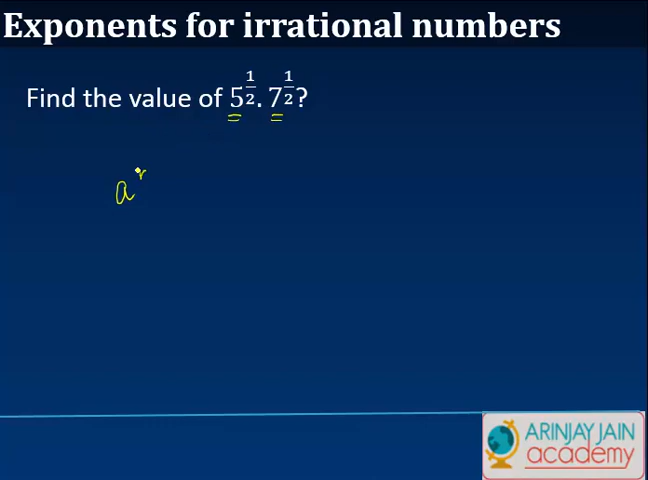 Exponents for irrational numbers
Find the value of 5^{1/2}. 7^{1/2}?
a^r
ARINJAY JAIN
academy